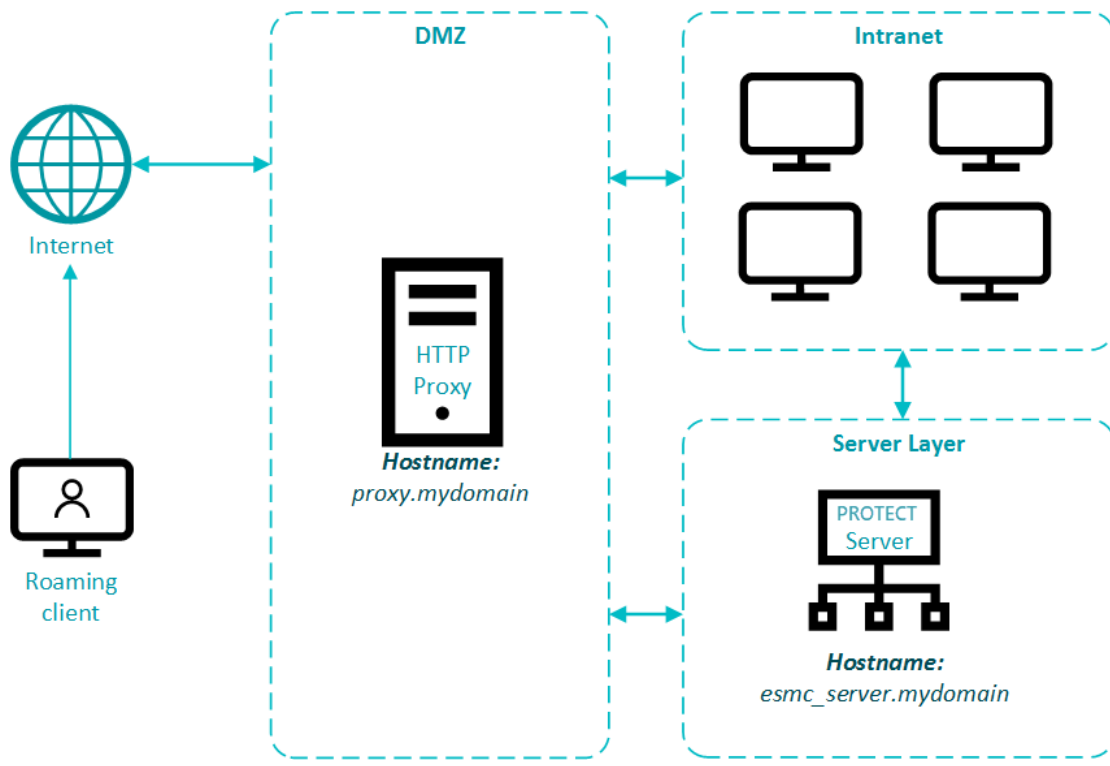 DMZ
Intranet
Internet
HTTP
Proxy
Hostname:
proxy.mydomain
Roaming
client
Server Layer
PROTECT
Server
Hostname:
esmc_server.mydomain